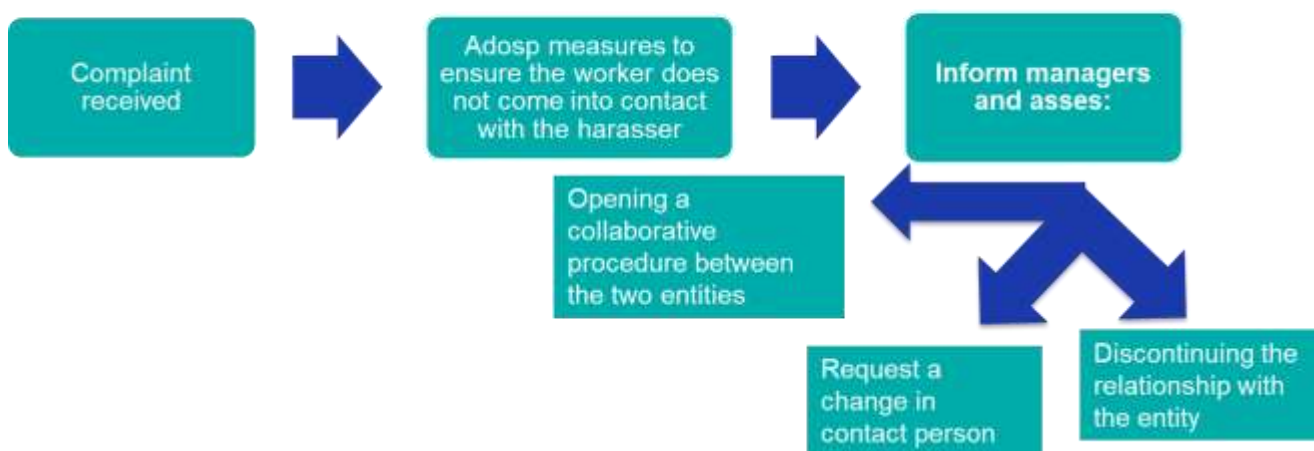 Complaint
received
Adosp measures to
ensure the worker does
not come into contact
with the harasser
Inform managers
and asses:
Opening a
collaborative
procedure between
the two entities
Request a
change in
contact person
Discontinuing the
relationship with
the entity